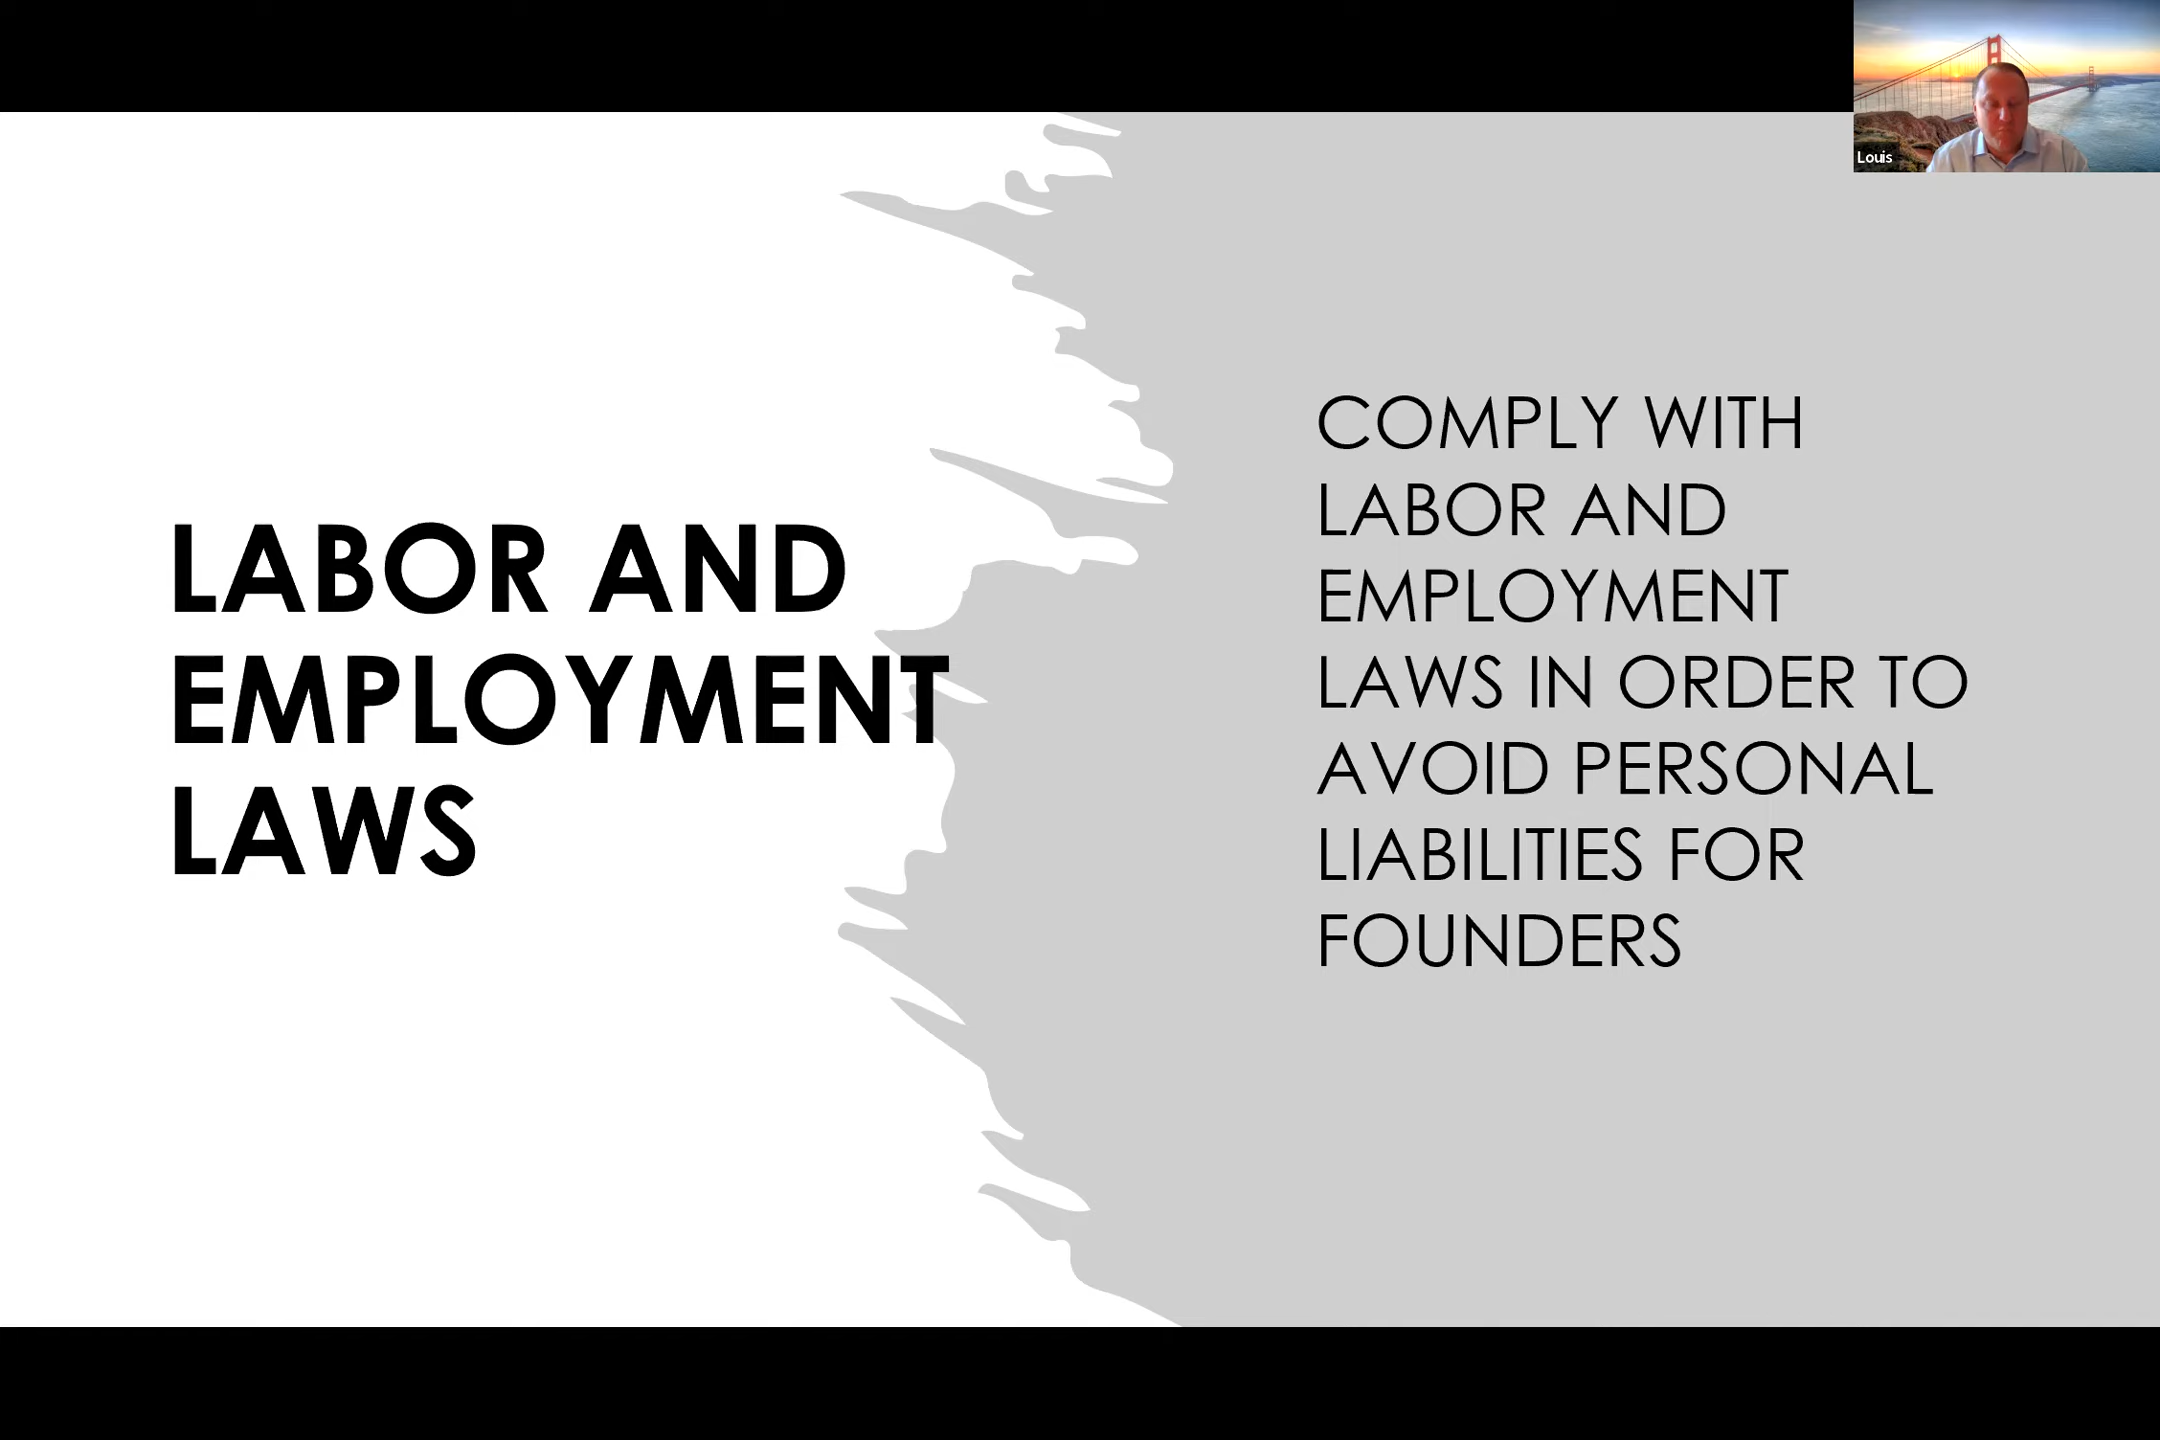 Louis
LABOR AND
EMPLOYMENT
LAWS
COMPLY WITH
LABOR AND
EMPLOYMENT
LAWS IN ORDER TO
AVOID PERSONAL
LIABILITIES FOR
FOUNDERS